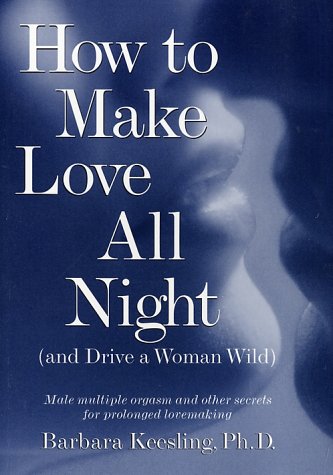 How to
Make
Love
All
Night
(and Drive a Woman Wild)
Male multiple orgasm and other secrets
for prolonged lovemaking
Barbara Keesling, Ph.D.